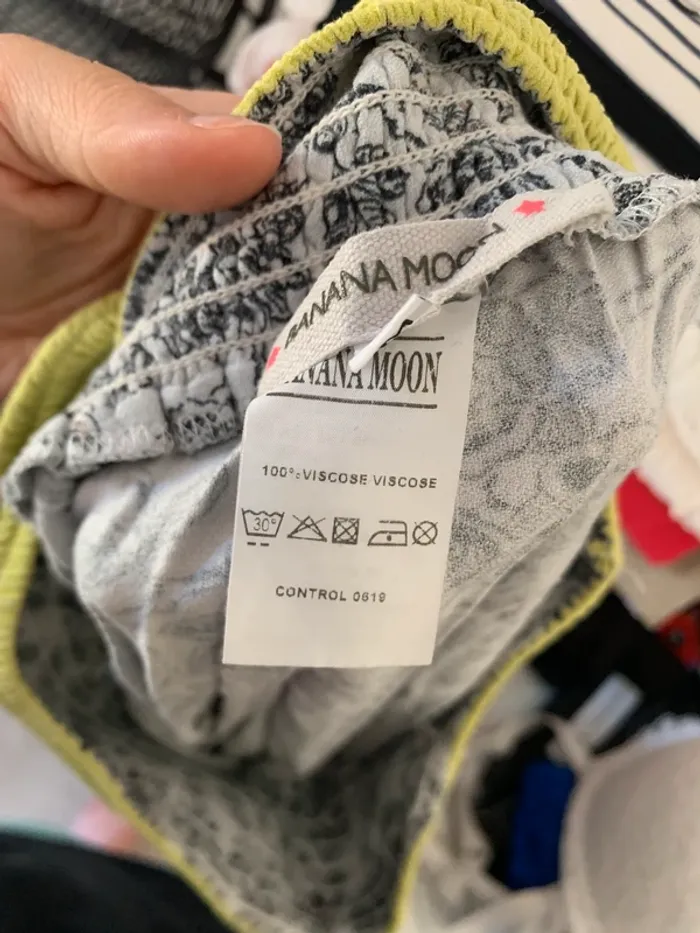 BANANA MOON
BANANA MOON
100% VISCOSE VISCOSE
30°
CONTROL 0619